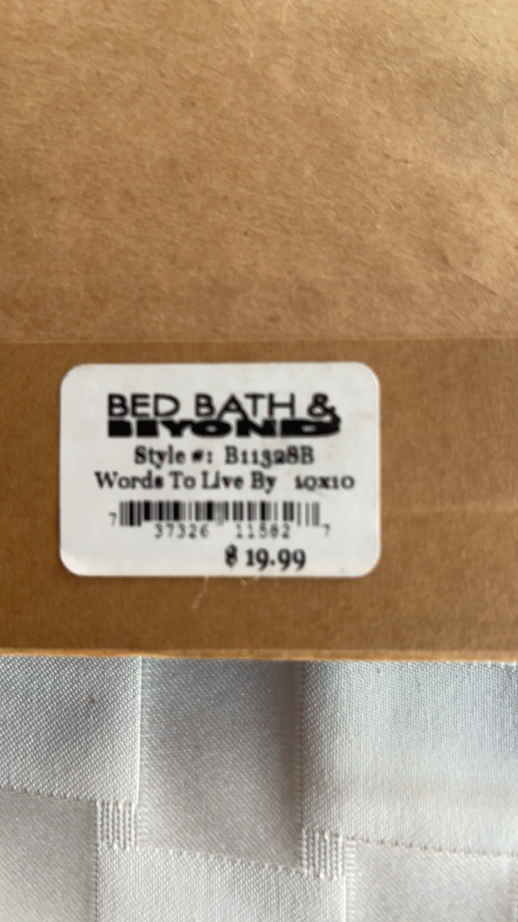 BED BATH &
BEYOND
Style #: B11328B
Words To Live By 10x10
7 37326 11582 7
$ 19.99